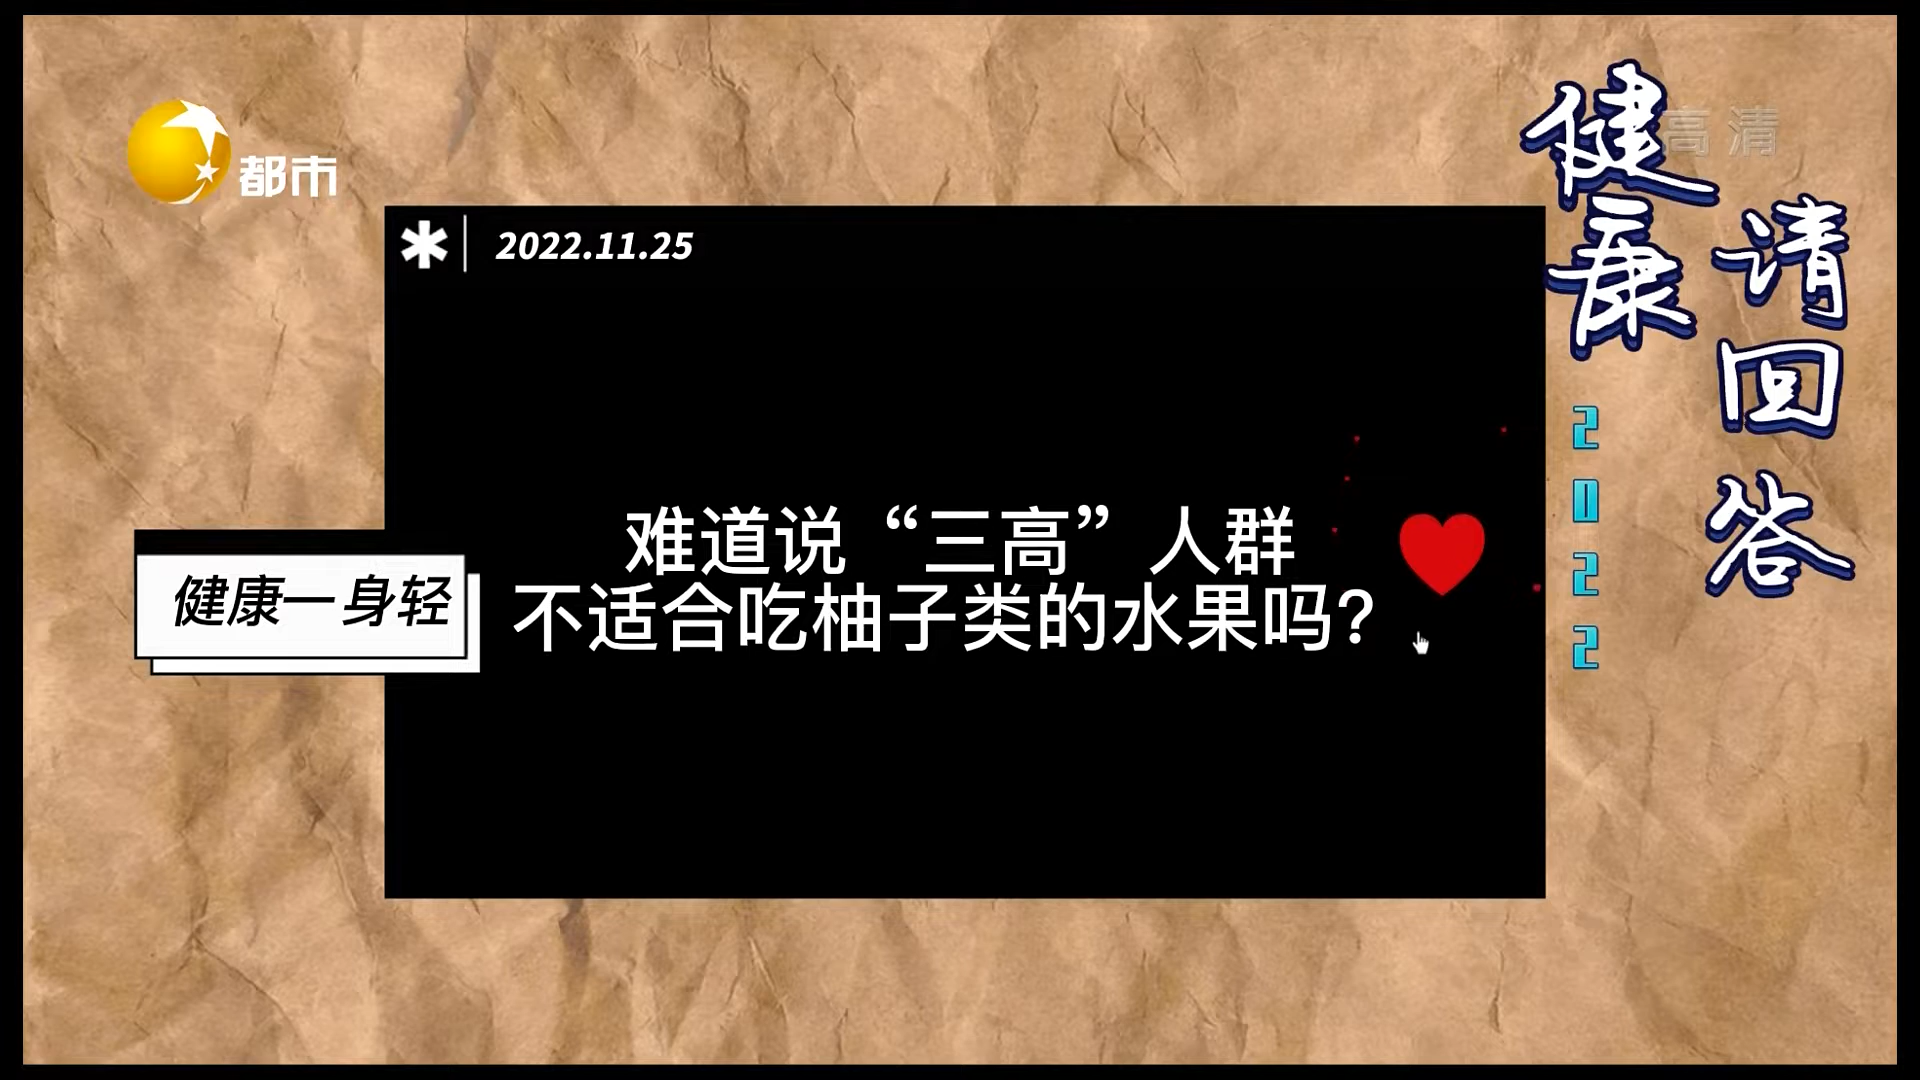 都市
高清
健康
请回答
2022
2022.11.25
难道说“三高”人群
不适合吃柚子类的水果吗?
健康一身轻